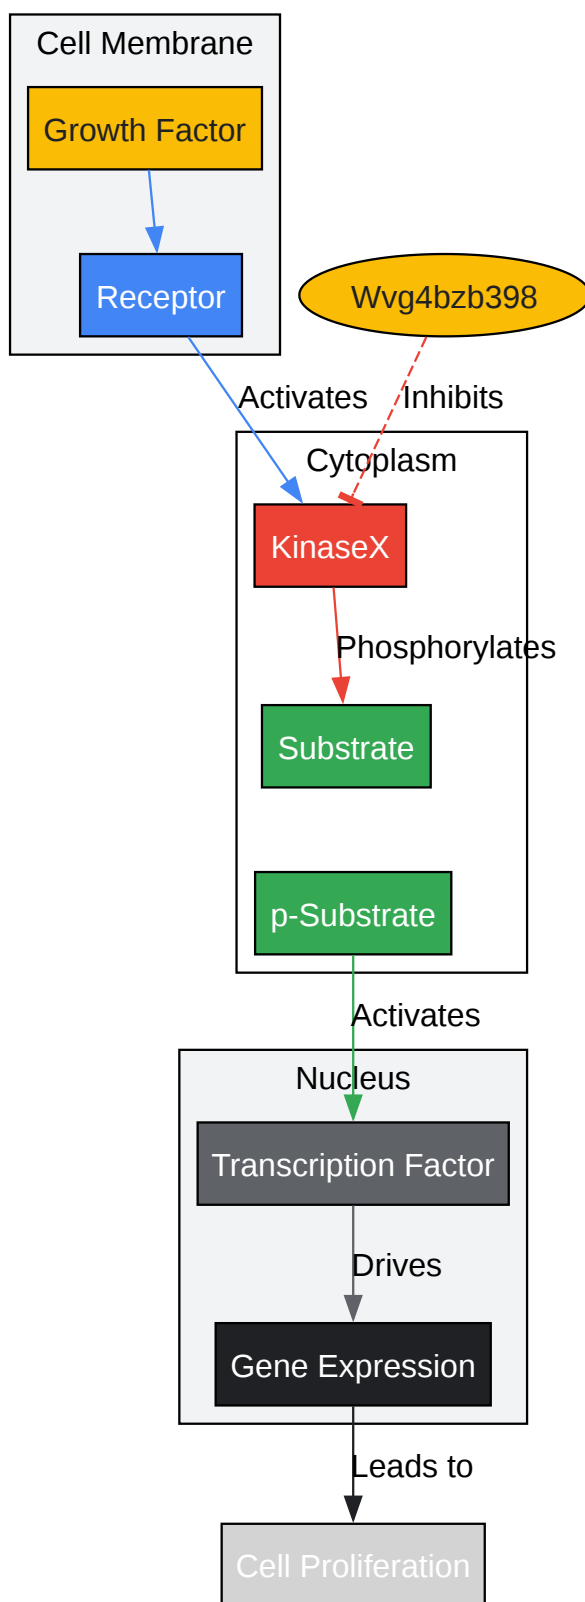 Cell Membrane
Growth Factor
Receptor
Wvg4bzb398
Activates
Inhibits
Cytoplasm
KinaseX
Phosphorylates
Substrate
p-Substrate
Activates
Nucleus
Transcription Factor
Drives
Gene Expression
Leads to
Cell Proliferation